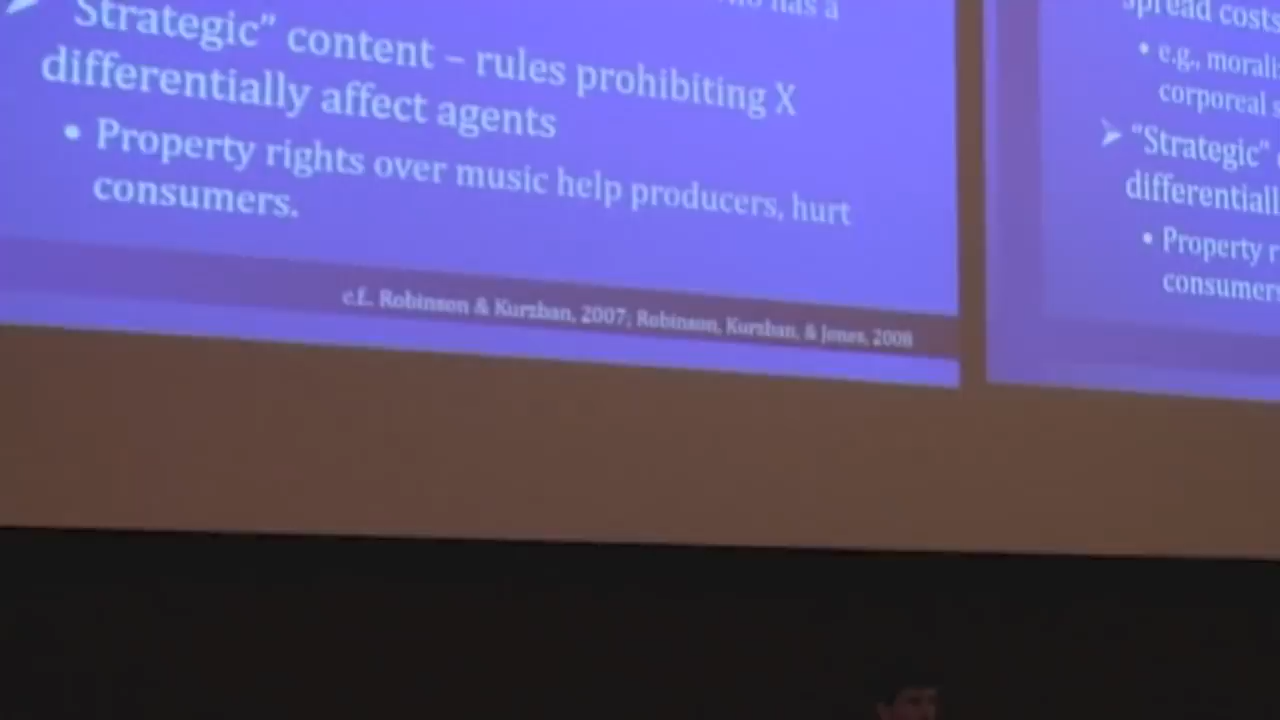 has a
"Strategic" content – rules prohibiting X
differentially affect agents
• Property rights over music help producers, hurt
consumers.
c.f.. Robinson & Kurzban, 2007; Robinson, Kurzban, & Jones, 2008
spread costs
• e.g., morali
corporeal s
"Strategic"
differentiall
• Property r
consumer